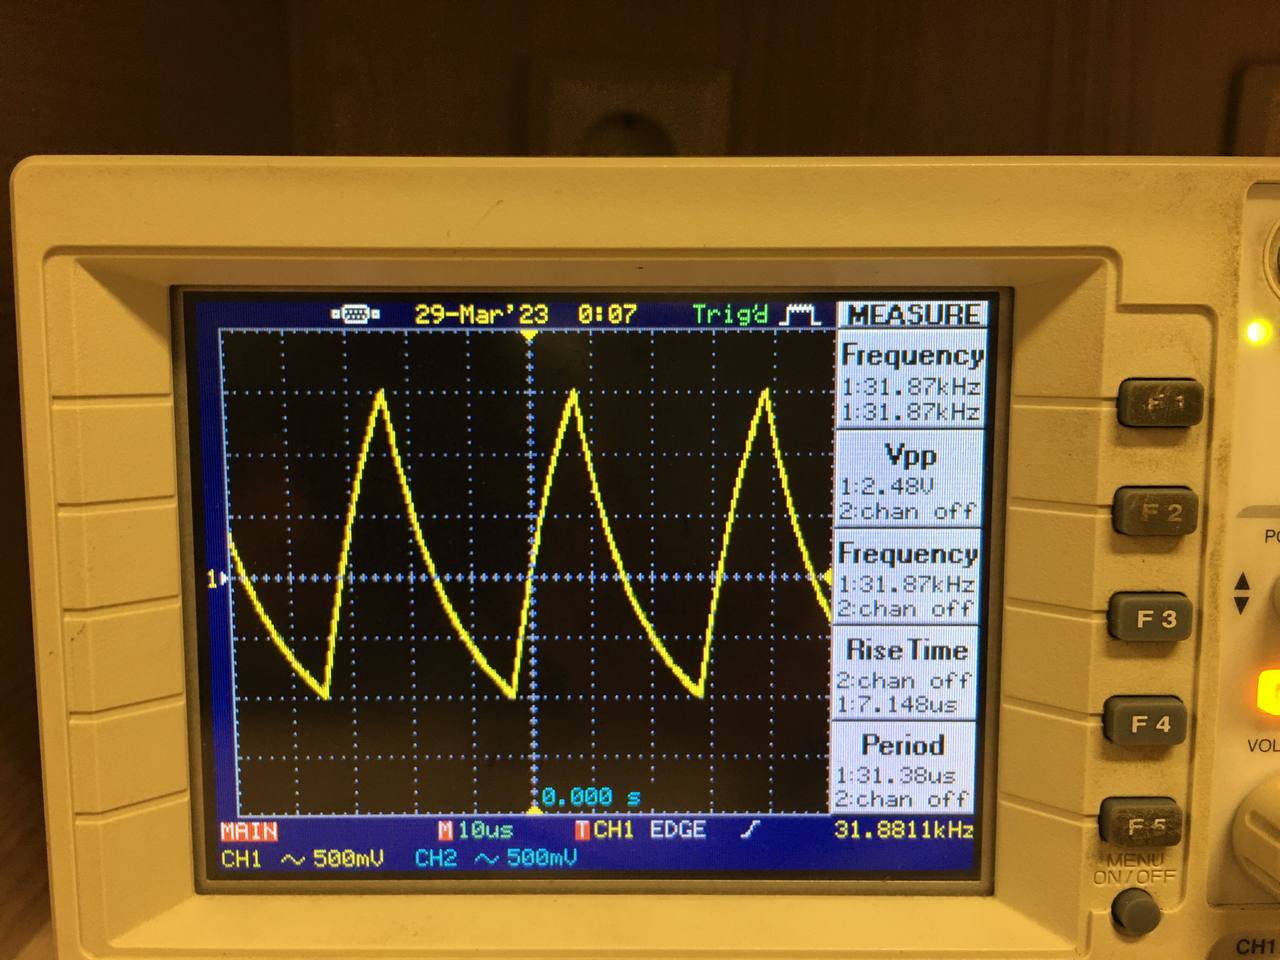 29-Mar'23 0:07 Trig'd MEASURE
Frequency
1:31.87kHz
1:31.87kHz
Vpp
1:2.48V
2:chan off
Frequency
1:31.87kHz
2:chan off
Rise Time
2:chan off
1:7.148us
Period
1:31.38us
2:chan off
1
0.000 s
MAIN M 10us T CH1 EDGE 31.8811kHz
CH1 500mV CH2 500mV
F 1
F 2
F 3
F 4
F 5
MENU
ON/OFF
CH1